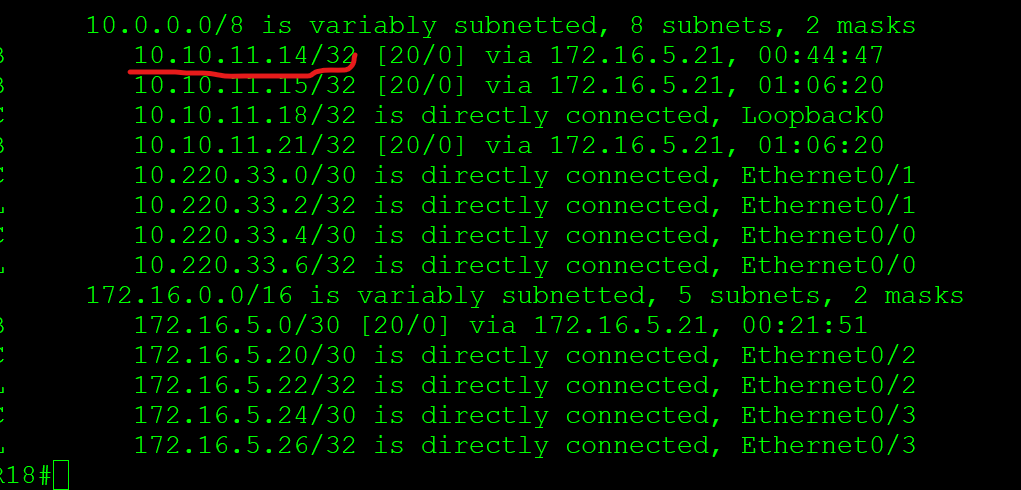 10.0.0.0/8 is variably subnetted, 8 subnets, 2 masks
B 10.10.11.14/32 [20/0] via 172.16.5.21, 00:44:47
B 10.10.11.15/32 [20/0] via 172.16.5.21, 01:06:20
C 10.10.11.18/32 is directly connected, Loopback0
B 10.10.11.21/32 [20/0] via 172.16.5.21, 01:06:20
C 10.220.33.0/30 is directly connected, Ethernet0/1
L 10.220.33.2/32 is directly connected, Ethernet0/1
C 10.220.33.4/30 is directly connected, Ethernet0/0
L 10.220.33.6/32 is directly connected, Ethernet0/0
172.16.0.0/16 is variably subnetted, 5 subnets, 2 masks
B 172.16.5.0/30 [20/0] via 172.16.5.21, 00:21:51
C 172.16.5.20/30 is directly connected, Ethernet0/2
L 172.16.5.22/32 is directly connected, Ethernet0/2
C 172.16.5.24/30 is directly connected, Ethernet0/3
L 172.16.5.26/32 is directly connected, Ethernet0/3
R18#